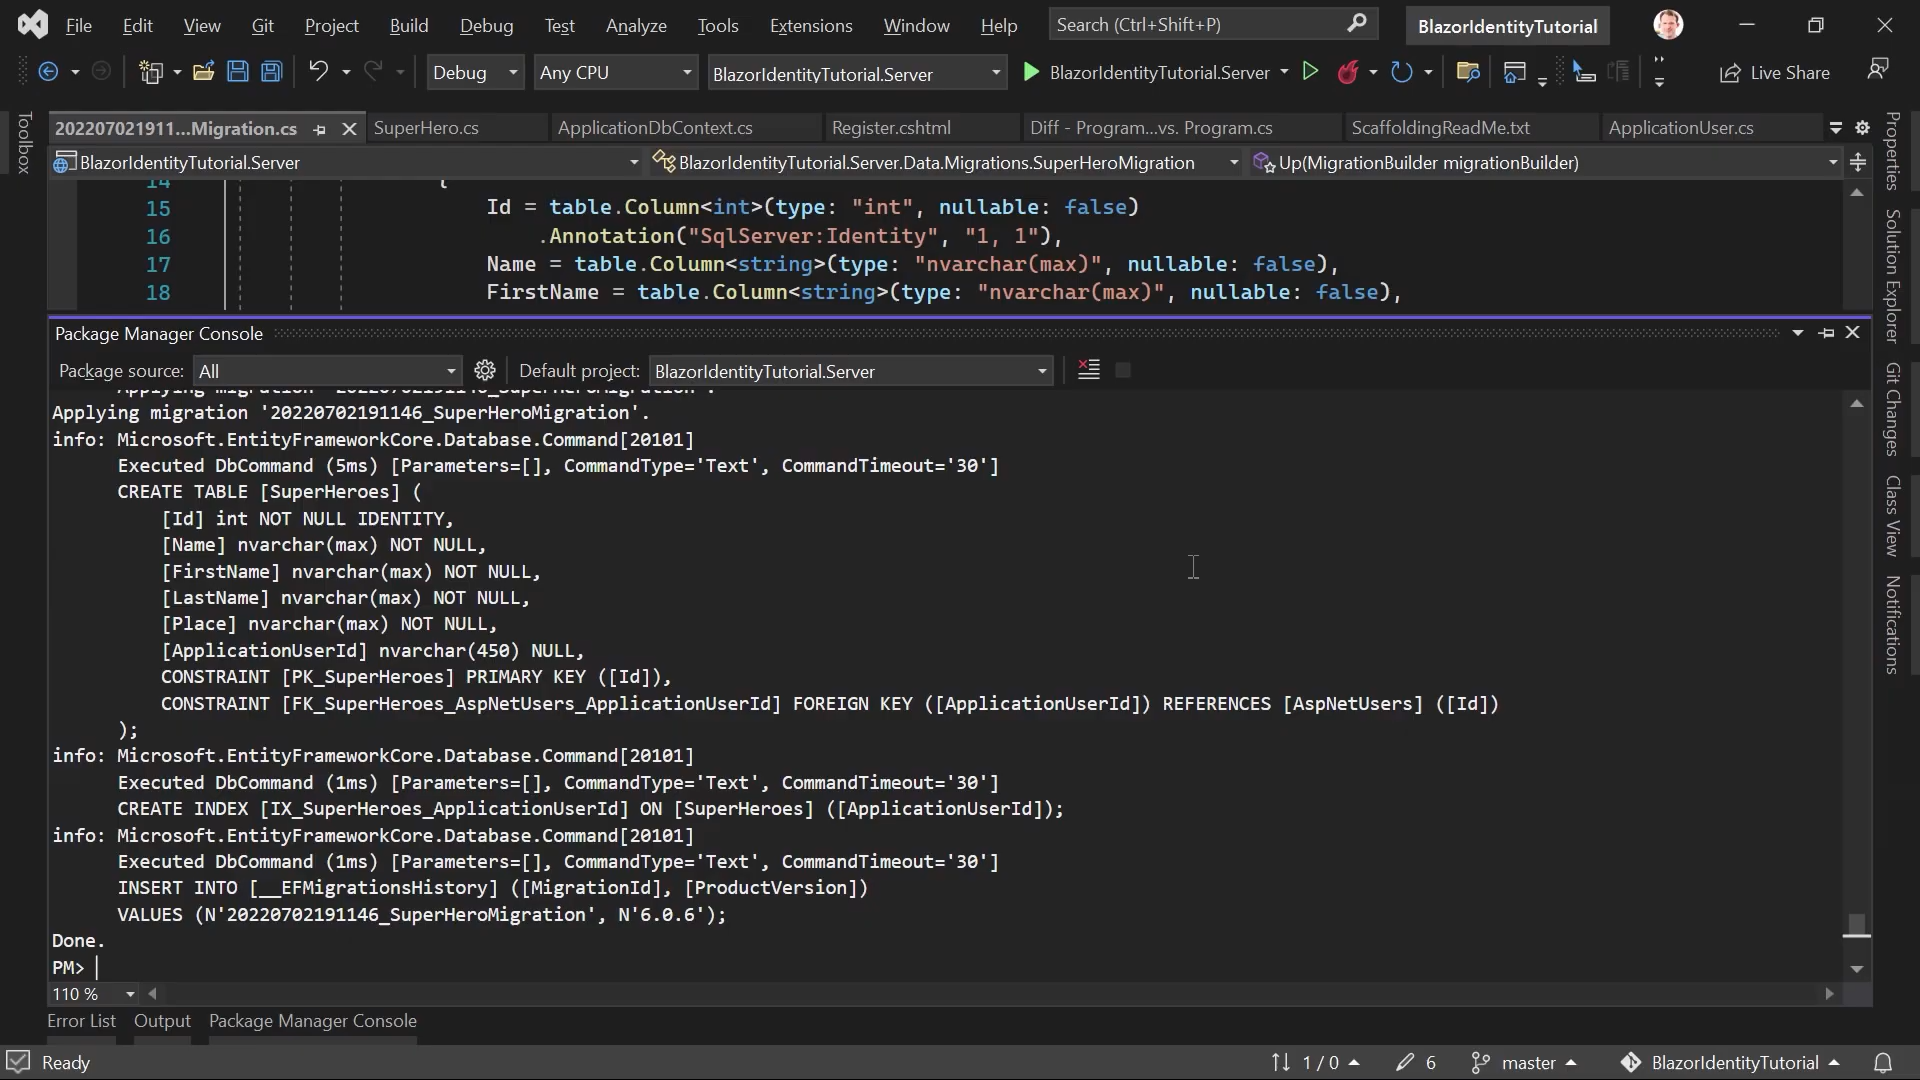 File Edit View Git Project Build Debug Test Analyze Tools Extensions Window Help Search (Ctrl+Shift+P) BlazorIdentityTutorial
Debug Any CPU BlazorIdentityTutorial.Server BlazorIdentityTutorial.Server Live Share
202207021911...Migration.cs SuperHero.cs ApplicationDbContext.cs Register.cshtml Diff - Program...vs. Program.cs ScaffoldingReadMe.txt ApplicationUser.cs
BlazorIdentityTutorial.Server BlazorIdentityTutorial.Server.Data.Migrations.SuperHeroMigration Up(MigrationBuilder migrationBuilder)
14 {
15 Id = table.Column<int>(type: "int", nullable: false)
16 .Annotation("SqlServer:Identity", "1, 1"),
17 Name = table.Column<string>(type: "nvarchar(max)", nullable: false),
18 FirstName = table.Column<string>(type: "nvarchar(max)", nullable: false),
Package Manager Console
Package source: All Default project: BlazorIdentityTutorial.Server
Applying migration '20220702191146_SuperHeroMigration'.
Applying migration '20220702191146_SuperHeroMigration'.
info: Microsoft.EntityFrameworkCore.Database.Command[20101]
Executed DbCommand (5ms) [Parameters=[], CommandType='Text', CommandTimeout='30']
CREATE TABLE [SuperHeroes] (
[Id] int NOT NULL IDENTITY,
[Name] nvarchar(max) NOT NULL,
[FirstName] nvarchar(max) NOT NULL,
[LastName] nvarchar(max) NOT NULL,
[Place] nvarchar(max) NOT NULL,
[ApplicationUserId] nvarchar(450) NULL,
CONSTRAINT [PK_SuperHeroes] PRIMARY KEY ([Id]),
CONSTRAINT [FK_SuperHeroes_AspNetUsers_ApplicationUserId] FOREIGN KEY ([ApplicationUserId]) REFERENCES [AspNetUsers] ([Id])
);
info: Microsoft.EntityFrameworkCore.Database.Command[20101]
Executed DbCommand (1ms) [Parameters=[], CommandType='Text', CommandTimeout='30']
CREATE INDEX [IX_SuperHeroes_ApplicationUserId] ON [SuperHeroes] ([ApplicationUserId]);
info: Microsoft.EntityFrameworkCore.Database.Command[20101]
Executed DbCommand (1ms) [Parameters=[], CommandType='Text', CommandTimeout='30']
INSERT INTO [__EFMigrationsHistory] ([MigrationId], [ProductVersion])
VALUES (N'20220702191146_SuperHeroMigration', N'6.0.6');
Done.
PM>
110 %
Error List Output Package Manager Console
Ready 1 / 0 6 master BlazorIdentityTutorial
Toolbox
Properties
Solution Explorer
Git Changes
Class View
Notifications